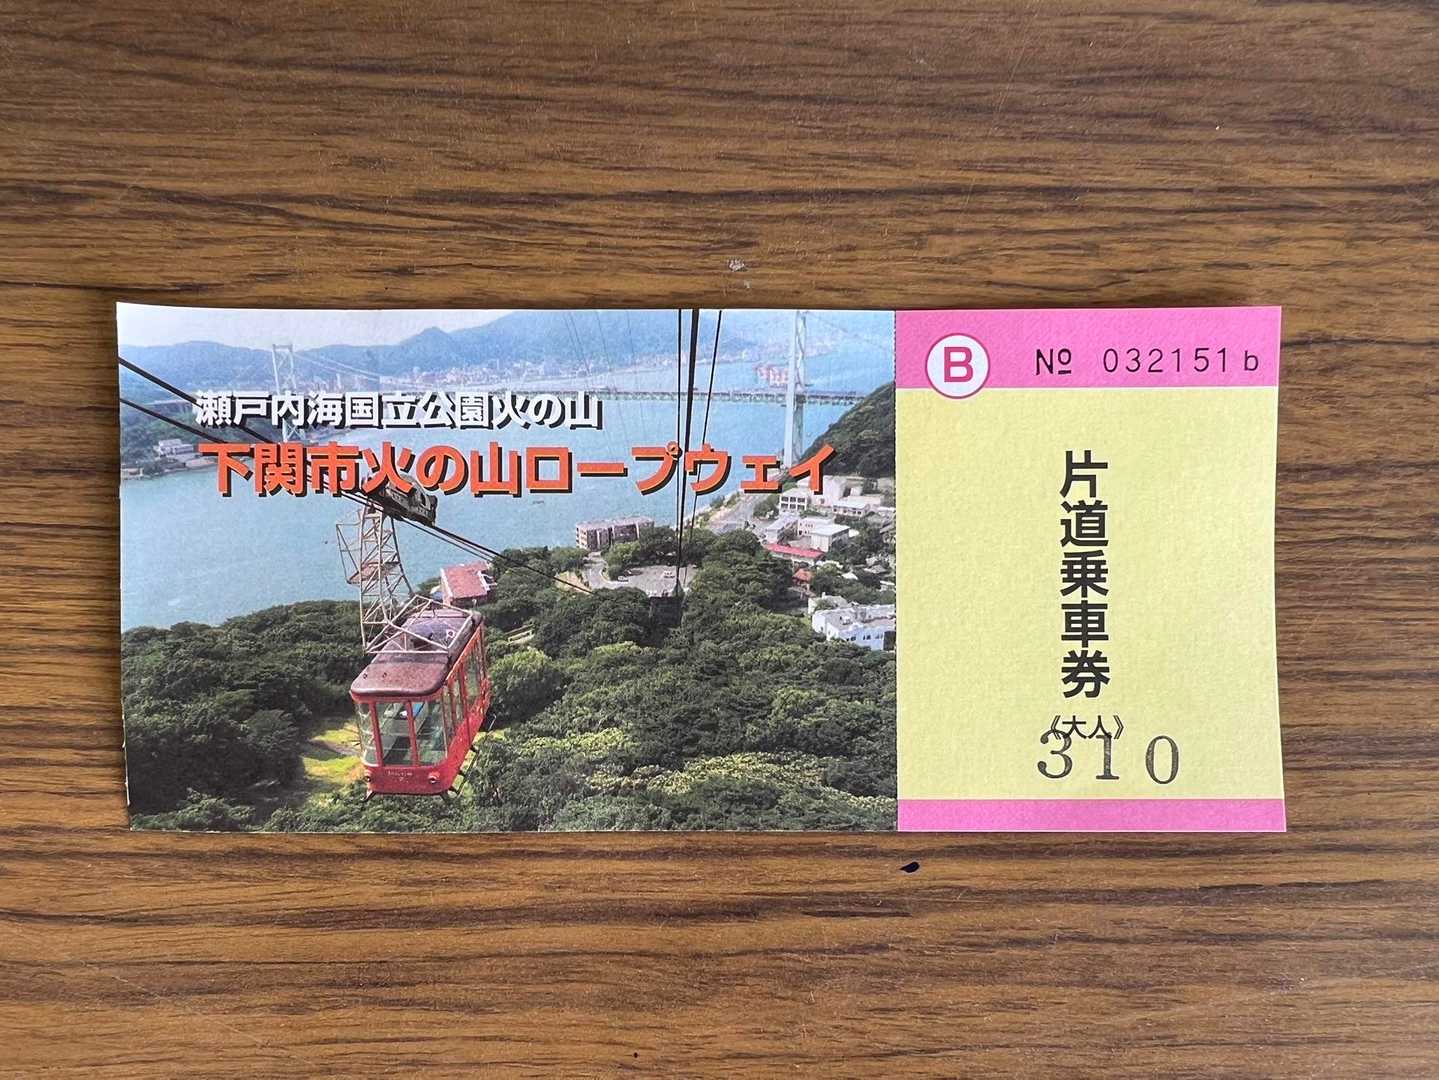 瀬戸内海国立公園火の山
下関市火の山ロープウェイ
B
№ 032151b
片道乗車券
《大人》
310